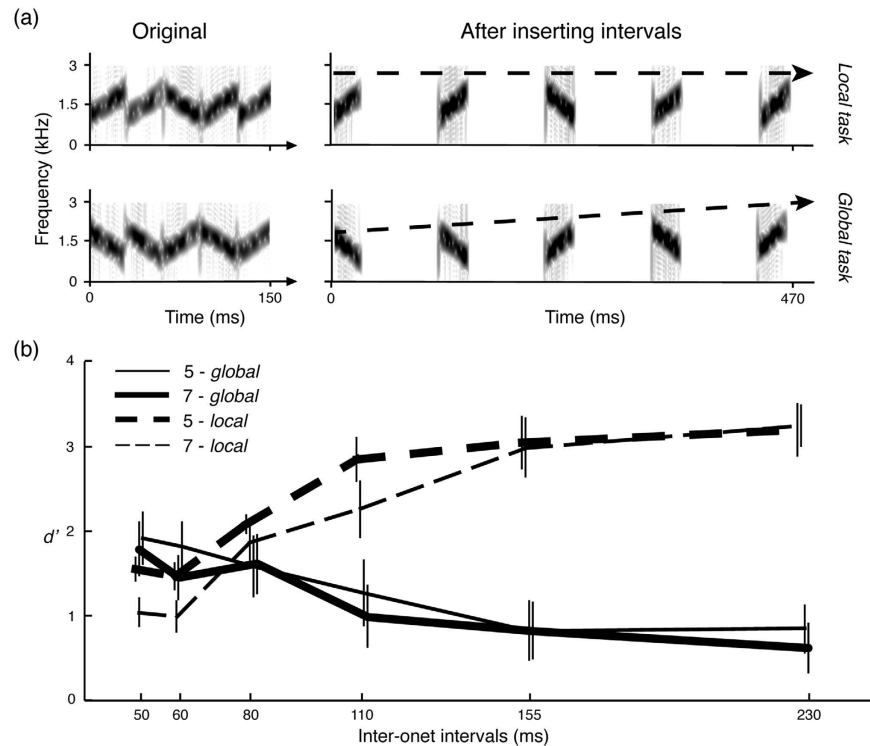 (a)
Original
After inserting intervals
Frequency (kHz)
3
1.5
0
Local task
3
1.5
0
Global task
0
150
0
470
Time (ms)
Time (ms)
(b)
4
3
2
1
0
d'
5 - global
7 - global
5 - local
7 - local
50
60
80
110
155
230
Inter-onet intervals (ms)